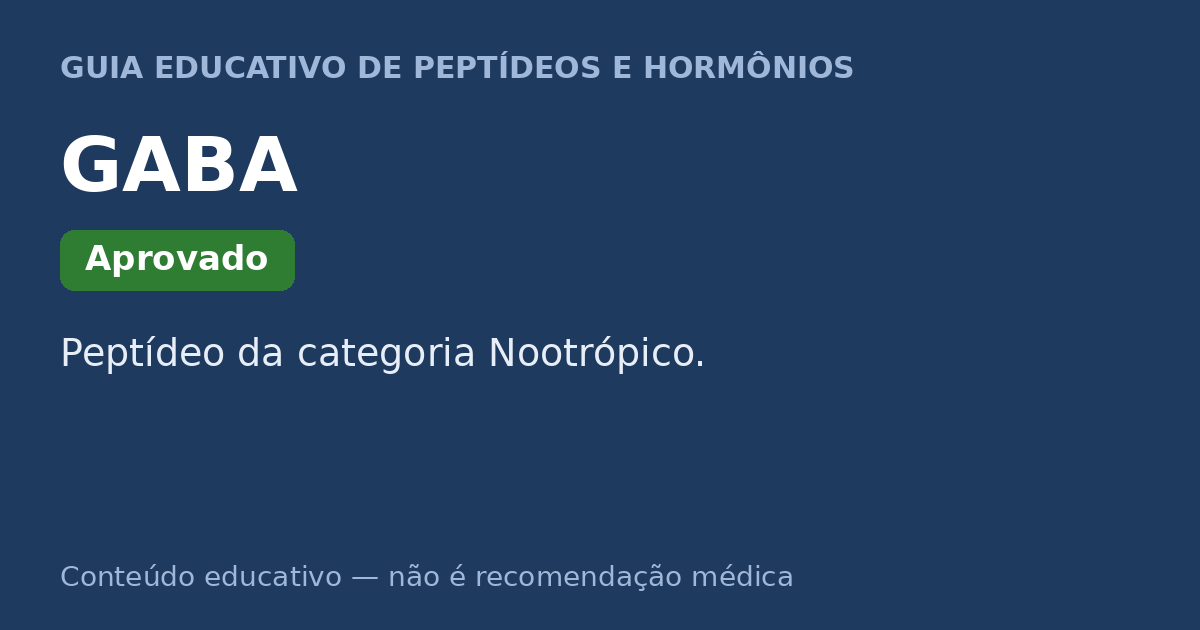 GUIA EDUCATIVO DE PEPTÍDEOS E HORMÔNIOS
GABA
Aprovado
Peptídeo da categoria Nootrópico.
Conteúdo educativo — não é recomendação médica